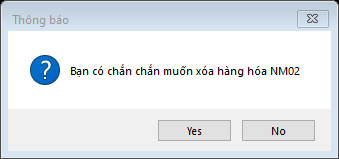 Thông báo
Bạn có chắn chắn muốn xóa hàng hóa NM02
Yes
No